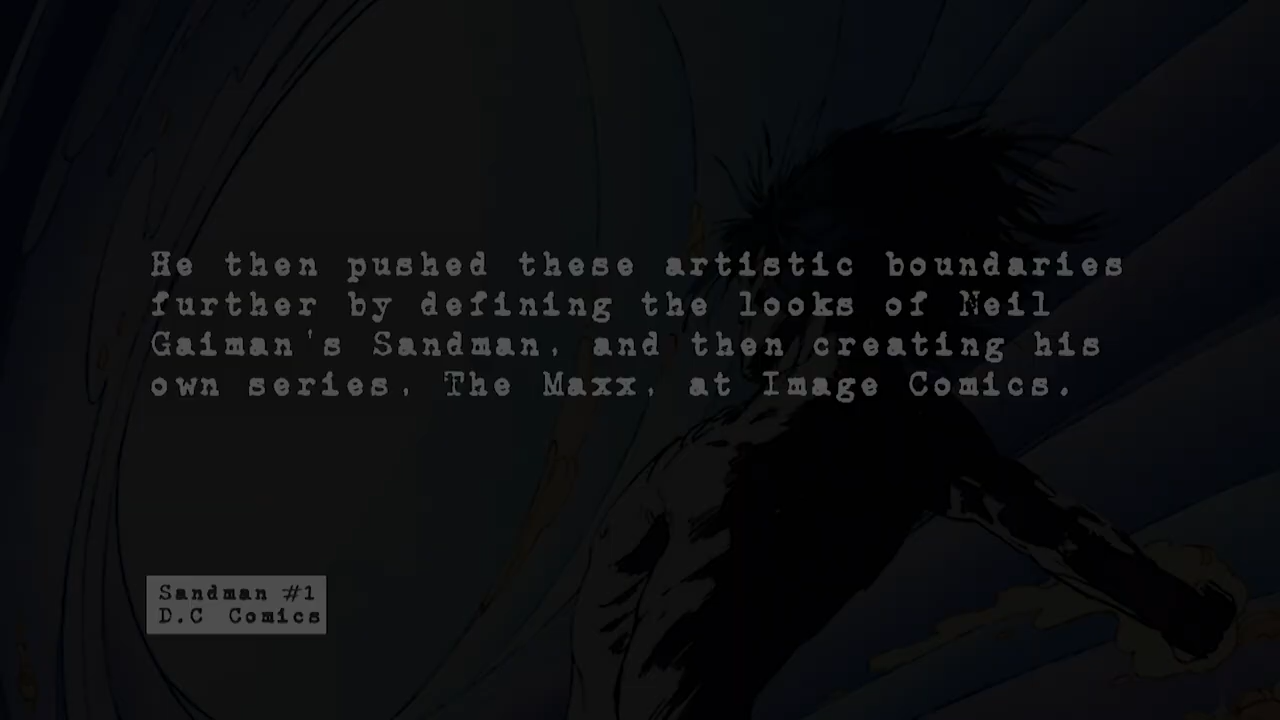 He then pushed these artistic boundaries
further by defining the looks of Neil
Gaiman's Sandman, and then creating his
own series, The Maxx, at Image Comics.
Sandman #1
D.C Comics